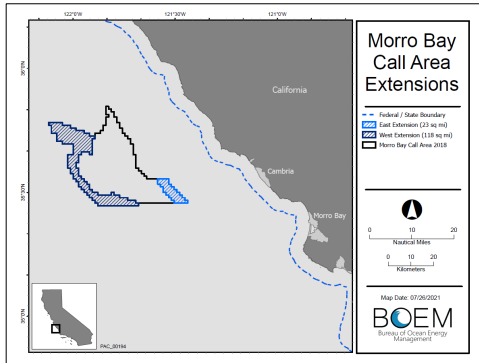 122°0'W
121°30'W
121°0'W
36°0'N
35°30'N
35°0'N
California
Cambria
Morro Bay
PAC_00194
Morro Bay
Call Area
Extensions
Federal / State Boundary
East Extension (23 sq mi)
West Extension (118 sq mi)
Morro Bay Call Area 2018
0 10 20
Nautical Miles
0 10 20
Kilometers
Map Date: 07/26/2021
BOEM
Bureau of Ocean Energy
Management